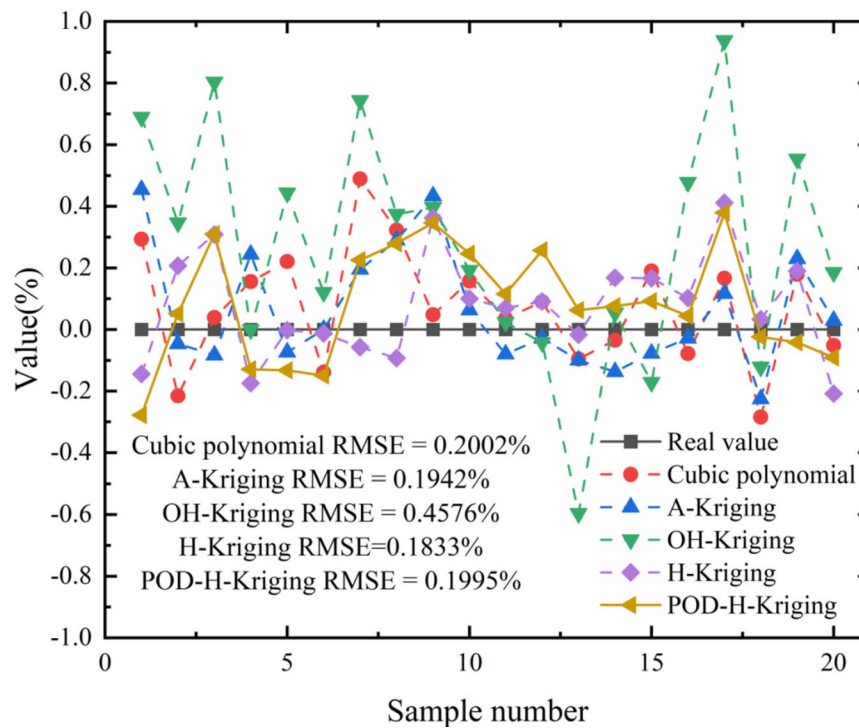 1.0
0.8
0.6
0.4
0.2
0.0
-0.2
-0.4
-0.6
-0.8
-1.0
Value(%)
Cubic polynomial RMSE = 0.2002%
A-Kriging RMSE = 0.1942%
OH-Kriging RMSE = 0.4576%
H-Kriging RMSE=0.1833%
POD-H-Kriging RMSE = 0.1995%
Real value
Cubic polynomial
A-Kriging
OH-Kriging
H-Kriging
POD-H-Kriging
0 5 10 15 20
Sample number